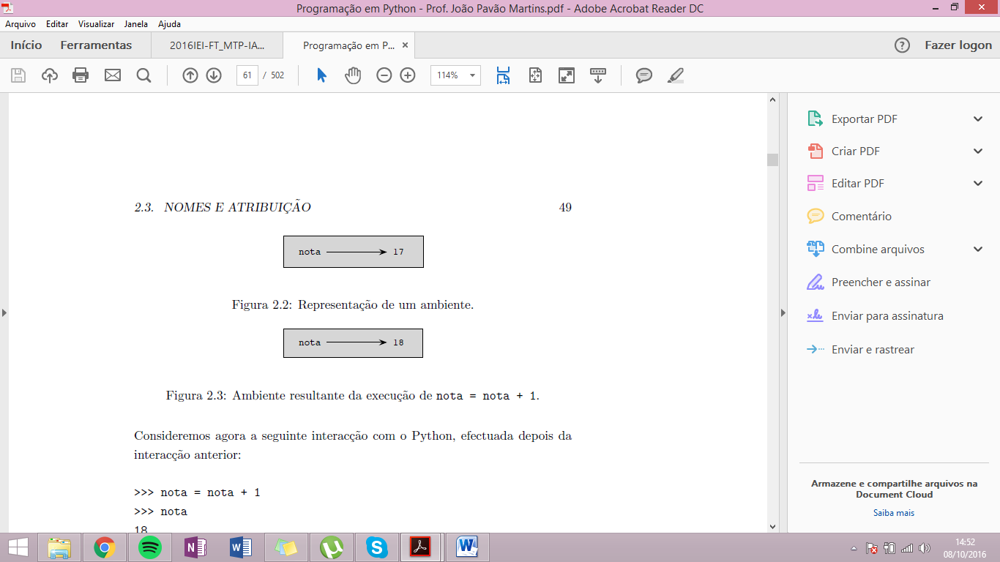 Programação em Python - Prof. João Pavão Martins.pdf - Adobe Acrobat Reader DC
Arquivo Editar Visualizar Janela Ajuda
Início Ferramentas 2016IEI-FT_MTP-IA... Programação em P... × Fazer logon
61 / 502 114%
2.3. NOMES E ATRIBUIÇÃO 49
nota 17
Figura 2.2: Representação de um ambiente.
nota 18
Figura 2.3: Ambiente resultante da execução de nota = nota + 1.
Consideremos agora a seguinte interacção com o Python, efectuada depois da
interacção anterior:
>>> nota = nota + 1
>>> nota
18
Exportar PDF
Criar PDF
Editar PDF
Comentário
Combine arquivos
Preencher e assinar
Enviar para assinatura
Enviar e rastrear
Armazene e compartilhe arquivos na
Document Cloud
Saiba mais
14:52
08/10/2016